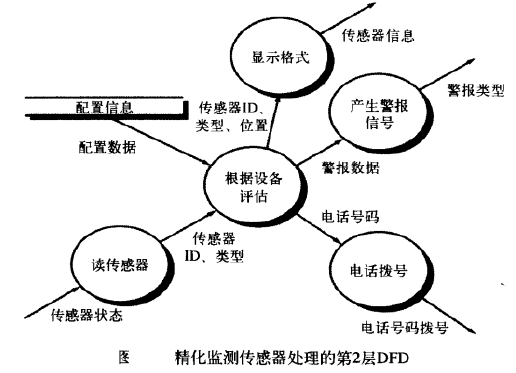 显示格式
传感器信息
配置信息
传感器ID、
类型、位置
产生警报
信号
警报类型
配置数据
根据设备
评估
警报数据
电话号码
读传感器
传感器
ID、类型
电话拨号
传感器状态
电话号码拨号
图 精化监测传感器处理的第2层DFD